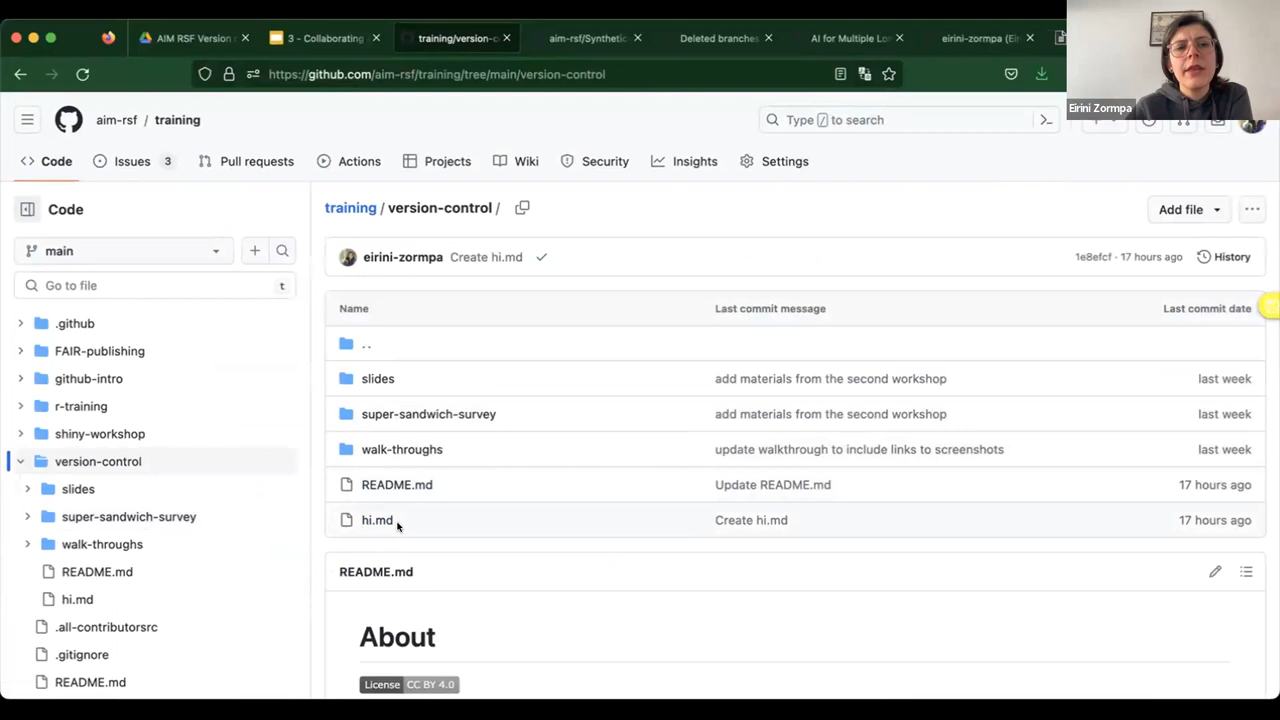 AIM RSF Version
3 - Collaborating
training/version-c
aim-rsf/Synthetic
Deleted branches
AI for Multiple Lo
eirini-zormpa (Ei
https://github.com/aim-rsf/training/tree/main/version-control
Eirini Zormpa
aim-rsf / training
Type / to search
Code
Issues 3
Pull requests
Actions
Projects
Wiki
Security
Insights
Settings
Code
main
Go to file
t
.github
FAIR-publishing
github-intro
r-training
shiny-workshop
version-control
slides
super-sandwich-survey
walk-throughs
README.md
hi.md
.all-contributorsrc
.gitignore
README.md
training / version-control /
Add file
eirini-zormpa Create hi.md
1e8efcf · 17 hours ago
History
Name Last commit message Last commit date
..
slides add materials from the second workshop last week
super-sandwich-survey add materials from the second workshop last week
walk-throughs update walkthrough to include links to screenshots last week
README.md Update README.md 17 hours ago
hi.md Create hi.md 17 hours ago
README.md
About
License CC BY 4.0